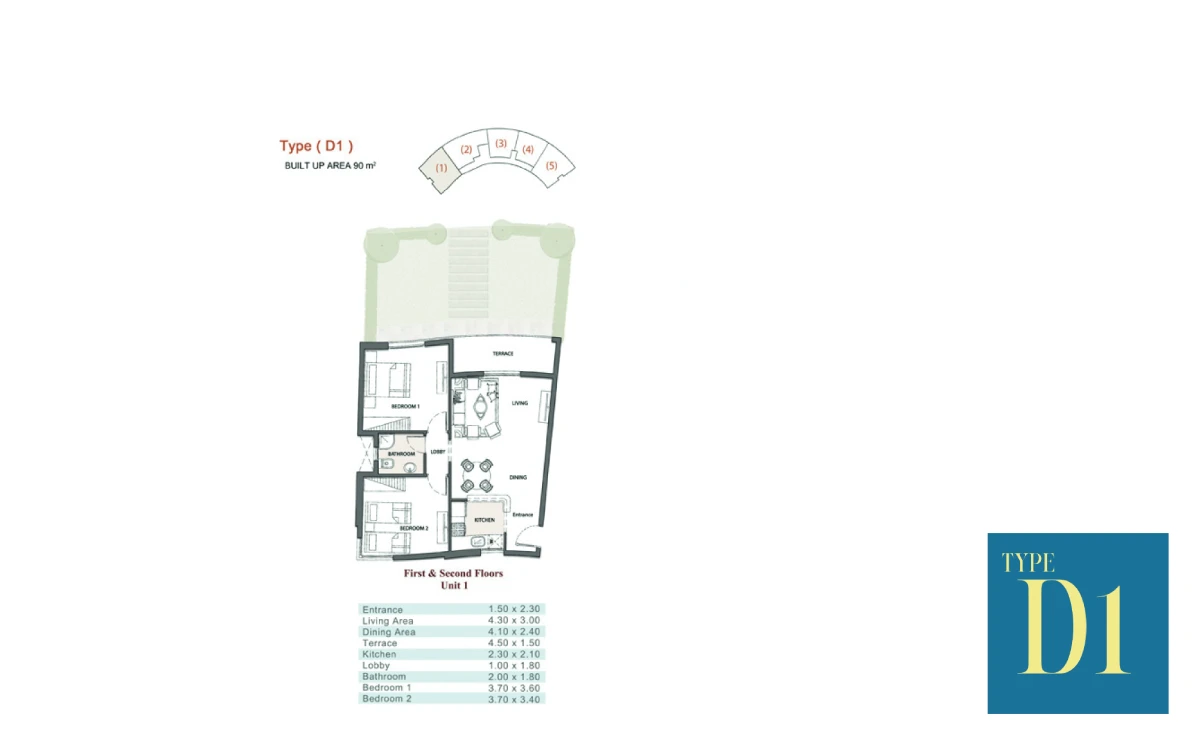 Type ( D1 )
BUILT UP AREA 90 m²
(1)
(2)
(3)
(4)
(5)
TERRACE
BEDROOM 1
LIVING
BATHROOM
LOBBY
DINING
KITCHEN
Entrance
BEDROOM 2
First & Second Floors
Unit 1
Entrance 1.50 x 2.30
Living Area 4.30 x 3.00
Dining Area 4.10 x 2.40
Terrace 4.50 x 1.50
Kitchen 2.30 x 2.10
Lobby 1.00 x 1.80
Bathroom 2.00 x 1.80
Bedroom 1 3.70 x 3.60
Bedroom 2 3.70 x 3.40
TYPE
D1